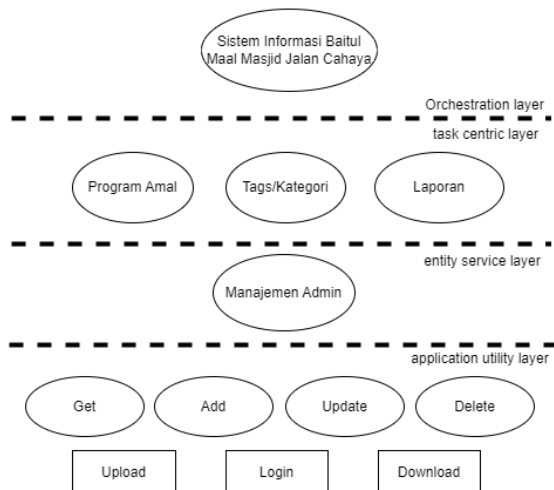 Sistem Informasi Baitul
Maal Masjid Jalan Cahaya
Orchestration layer
task centric layer
Program Amal
Tags/Kategori
Laporan
entity service layer
Manajemen Admin
application utility layer
Get
Add
Update
Delete
Upload
Login
Download